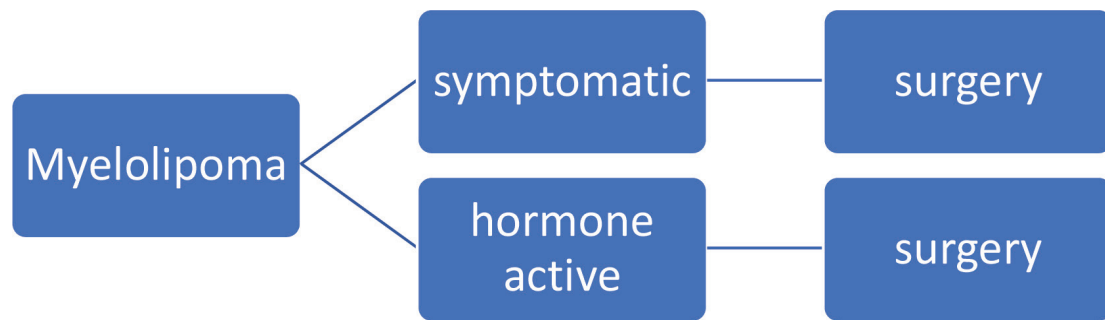 Myelolipoma
symptomatic
surgery
hormone
active
surgery